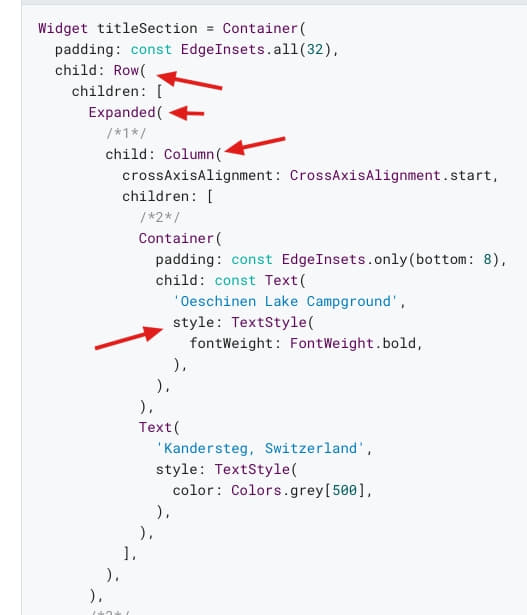 Widget titleSection = Container(
  padding: const EdgeInsets.all(32),
  child: Row(
    children: [
      Expanded(
        /*1*/
        child: Column(
          crossAxisAlignment: CrossAxisAlignment.start,
          children: [
            /*2*/
            Container(
              padding: const EdgeInsets.only(bottom: 8),
              child: const Text(
                'Oeschinen Lake Campground',
                style: TextStyle(
                  fontWeight: FontWeight.bold,
                ),
              ),
            ),
            Text(
              'Kandersteg, Switzerland',
              style: TextStyle(
                color: Colors.grey[500],
              ),
            ),
          ],
        ),
      ),